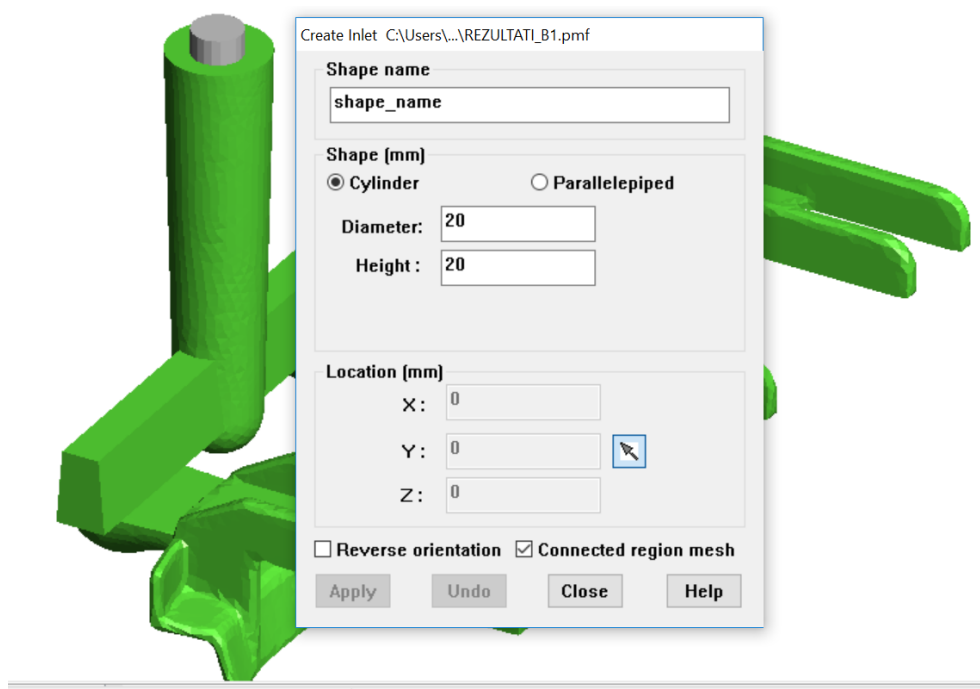 Create Inlet C:\Users\...\REZULTATI_B1.pmf
Shape name
shape_name
Shape (mm)
Cylinder Parallelepiped
Diameter: 20
Height : 20
Location (mm)
X: 0
Y: 0
Z: 0
Reverse orientation Connected region mesh
Apply Undo Close Help